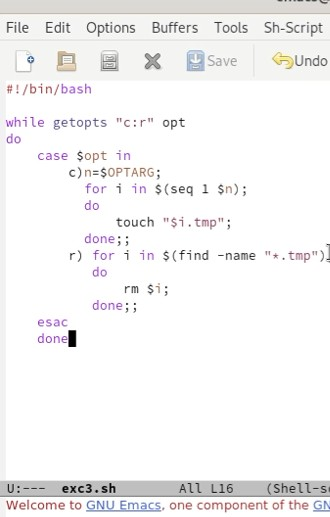 File Edit Options Buffers Tools Sh-Script
Save Undo
#!/bin/bash
while getopts "c:r" opt
do
case $opt in
c)n=$OPTARG;
for i in $(seq 1 $n);
do
touch "$i.tmp";
done;;
r) for i in $(find -name "*.tmp")
do
rm $i;
done;;
esac
done
U:--- exc3.sh All L16 (Shell-s
Welcome to GNU Emacs, one component of the GN